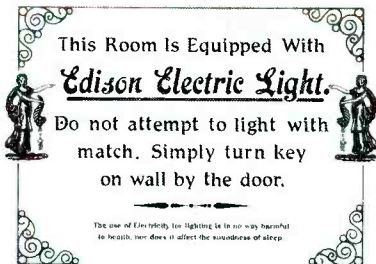 This Room Is Equipped With
Edison Electric Light.
Do not attempt to light with
match. Simply turn key
on wall by the door.
The use of Electricity for lighting is in no way harmful
to health, nor does it affect the soundness of sleep.